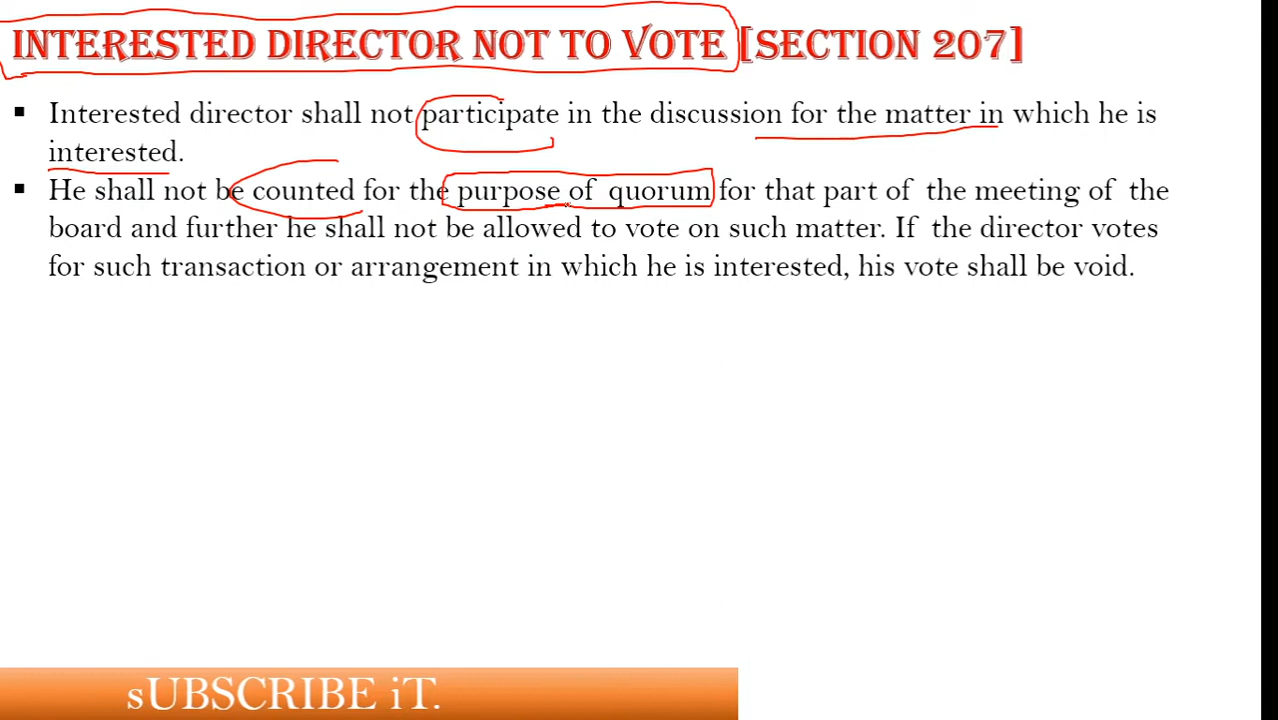 INTERESTED DIRECTOR NOT TO VOTE [SECTION 207]
▪ Interested director shall not participate in the discussion for the matter in which he is
interested.
▪ He shall not be counted for the purpose of quorum for that part of the meeting of the
board and further he shall not be allowed to vote on such matter. If the director votes
for such transaction or arrangement in which he is interested, his vote shall be void.
sUBSCRIBE iT.